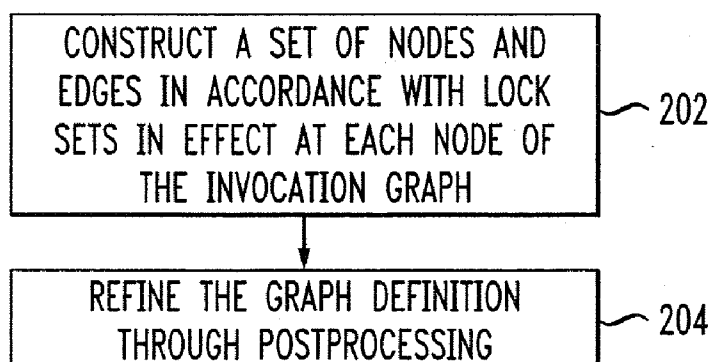 CONSTRUCT A SET OF NODES AND
EDGES IN ACCORDANCE WITH LOCK
SETS IN EFFECT AT EACH NODE OF
THE INVOCATION GRAPH
202
REFINE THE GRAPH DEFINITION
THROUGH POSTPROCESSING
204